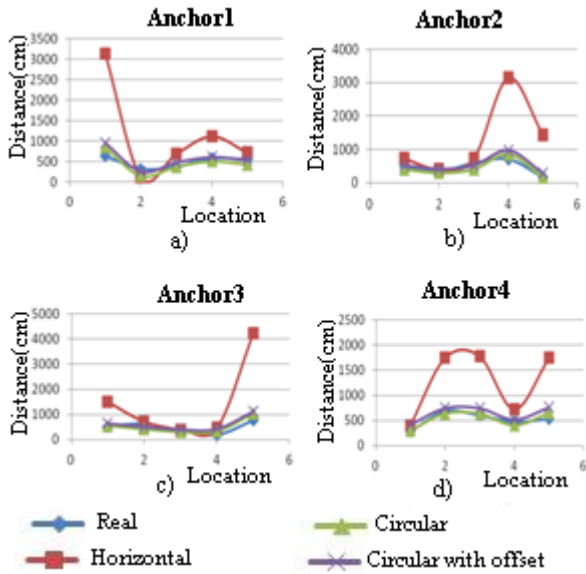 Anchor1
Distance(cm)
3500
3000
2500
2000
1500
1000
500
0
0 2 4 6
Location
a)
Anchor2
Distance(cm)
4000
3000
2000
1000
0
0 2 4 6
Location
b)
Anchor3
Distance(cm)
5000
4000
3000
2000
1000
0
0 2 4 6
Location
c)
Anchor4
Distance(cm)
2500
2000
1500
1000
500
0
0 2 4 6
Location
d)
Real
Horizontal
Circular
Circular with offset